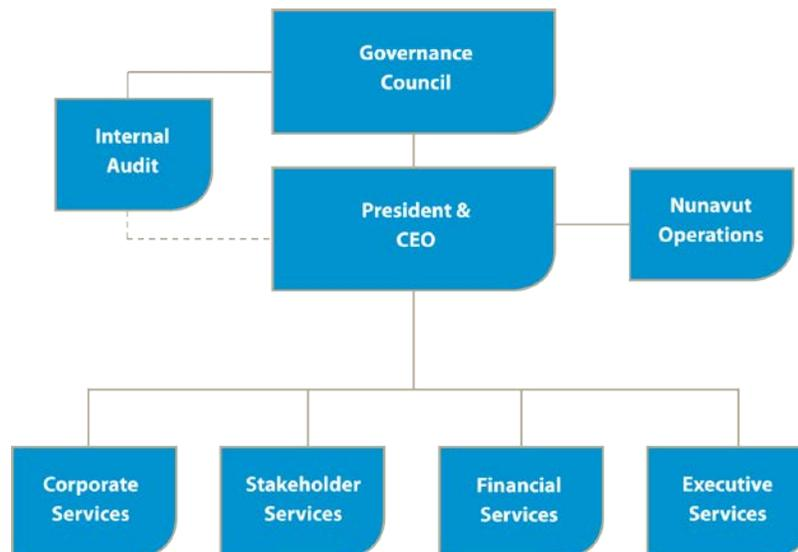 Governance
Council
Internal
Audit
President &
CEO
Nunavut
Operations
Corporate
Services
Stakeholder
Services
Financial
Services
Executive
Services